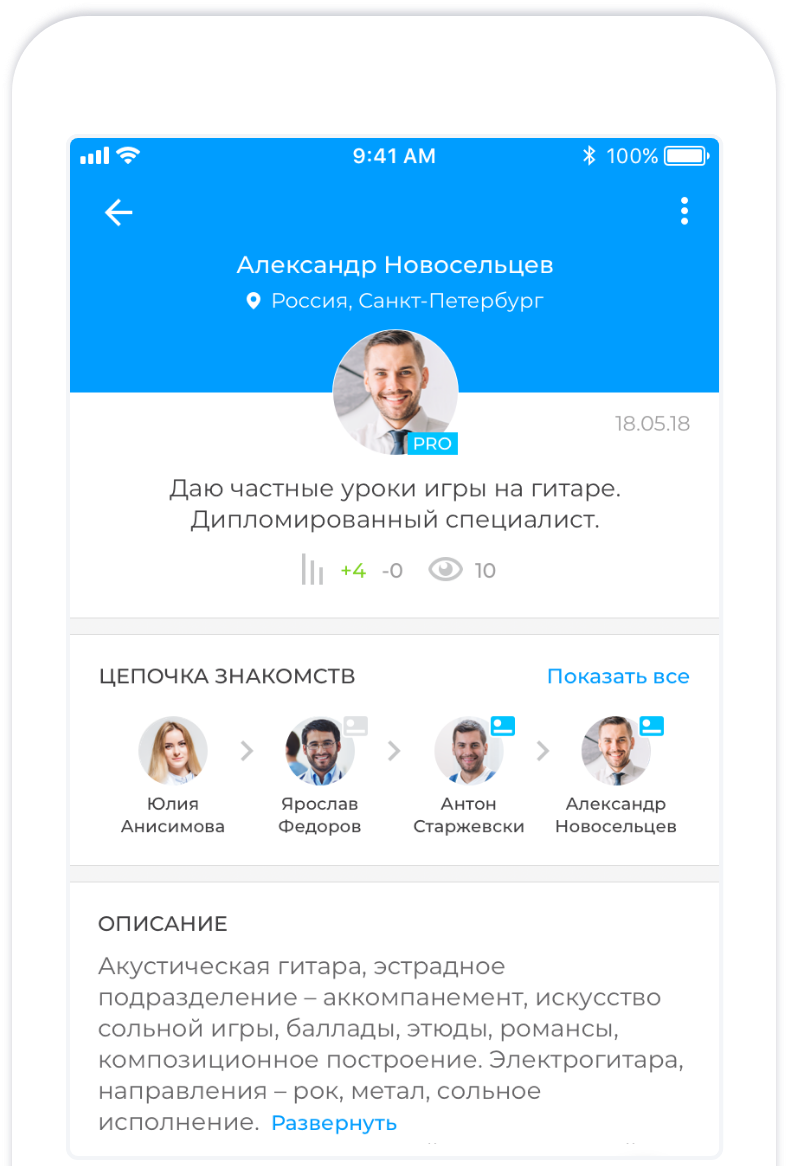 9:41 AM
100%
Александр Новосельцев
Россия, Санкт-Петербург
PRO
18.05.18
Даю частные уроки игры на гитаре.
Дипломированный специалист.
+4 -0 10
ЦЕПОЧКА ЗНАКОМСТВ Показать все
Юлия
Анисимова
Ярослав
Федоров
Антон
Старжевски
Александр
Новосельцев
ОПИСАНИЕ
Акустическая гитара, эстрадное
подразделение – аккомпанемент, искусство
сольной игры, баллады, этюды, романсы,
композиционное построение. Электрогитара,
направления – рок, метал, сольное
исполнение. Развернуть